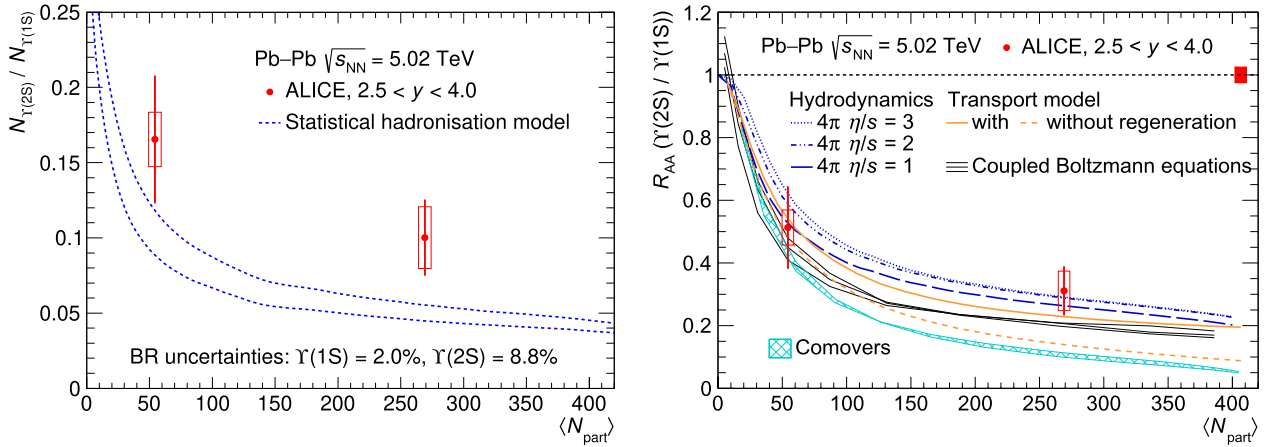 N_ϒ(2S) / N_ϒ(1S)
0.25
0.2
0.15
0.1
0.05
0
Pb–Pb √s_NN = 5.02 TeV
ALICE, 2.5 < y < 4.0
Statistical hadronisation model
BR uncertainties: ϒ(1S) = 2.0%, ϒ(2S) = 8.8%
0 50 100 150 200 250 300 350 400
⟨N_part⟩
R_AA (ϒ(2S) / ϒ(1S))
1.2
1
0.8
0.6
0.4
0.2
0
Pb–Pb √s_NN = 5.02 TeV
ALICE, 2.5 < y < 4.0
Hydrodynamics
4π η/s = 3
4π η/s = 2
4π η/s = 1
Transport model
with
without regeneration
Coupled Boltzmann equations
Comovers
0 50 100 150 200 250 300 350 400
⟨N_part⟩